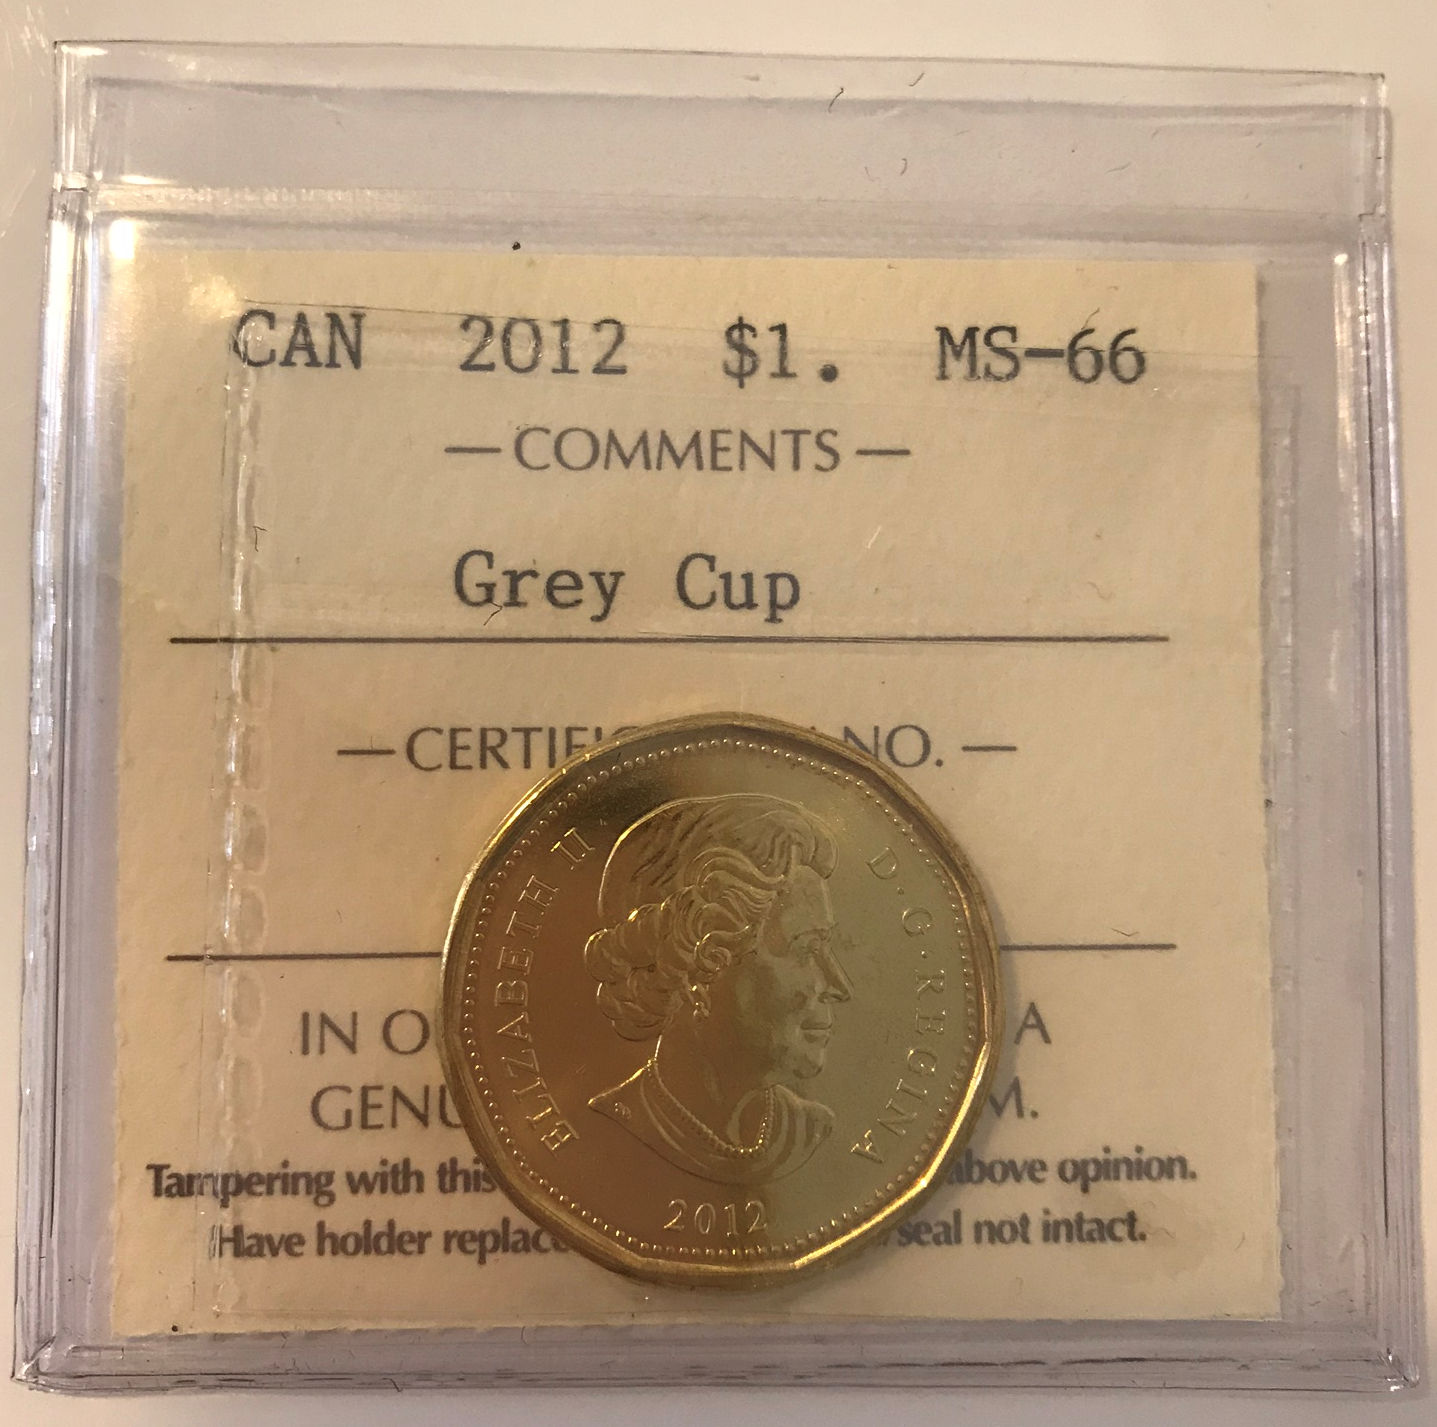 CAN 2012 $1. MS-66
— COMMENTS —
Grey Cup
— CERTIFIC NO. —
ELIZABETH II D·G·REGINA
2012
IN O A
GENU M.
Tampering with this above opinion.
Have holder replac seal not intact.